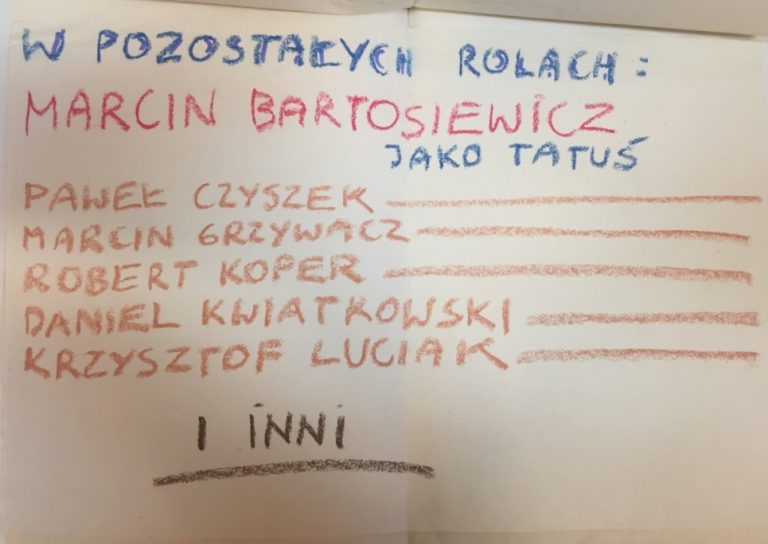 W POZOSTAŁYCH ROLACH:
MARCIN BARTOSIEWICZ
JAKO TATUŚ
PAWEŁ CZYSZEK
MARCIN GRZYWACZ
ROBERT KOPER
DANIEL KWIATKOWSKI
KRZYSZTOF LUCIAK
I INNI